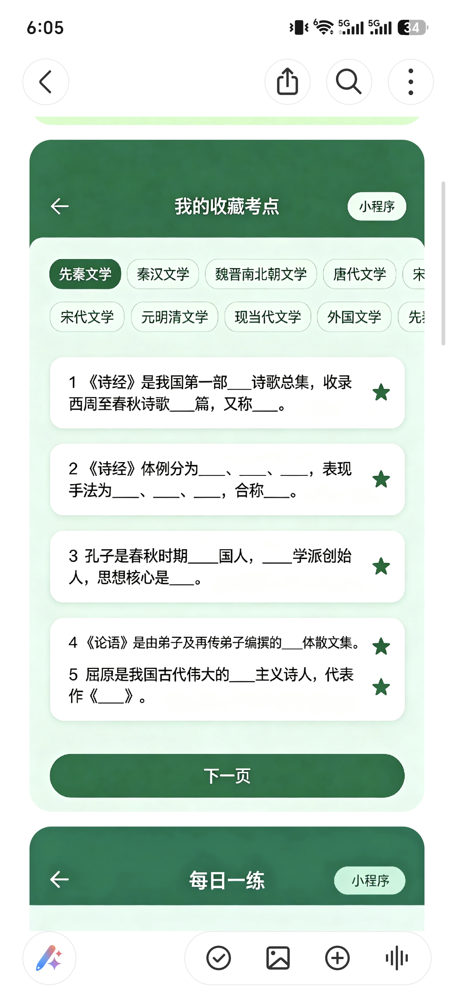 6:05
6 5G 5G 34
我的收藏考点 小程序
先秦文学 秦汉文学 魏晋南北朝文学 唐代文学 宋
宋代文学 元明清文学 现当代文学 外国文学 先
1 《诗经》是我国第一部___诗歌总集，收录
西周至春秋诗歌___篇，又称___。
2 《诗经》体例分为___、___、___，表现
手法为___、___、___，合称___。
3 孔子是春秋时期____国人，____学派创始
人，思想核心是___。
4 《论语》是由弟子及再传弟子编撰的___体散文集。
5 屈原是我国古代伟大的___主义诗人，代表
作《___》。
下一页
每日一练 小程序